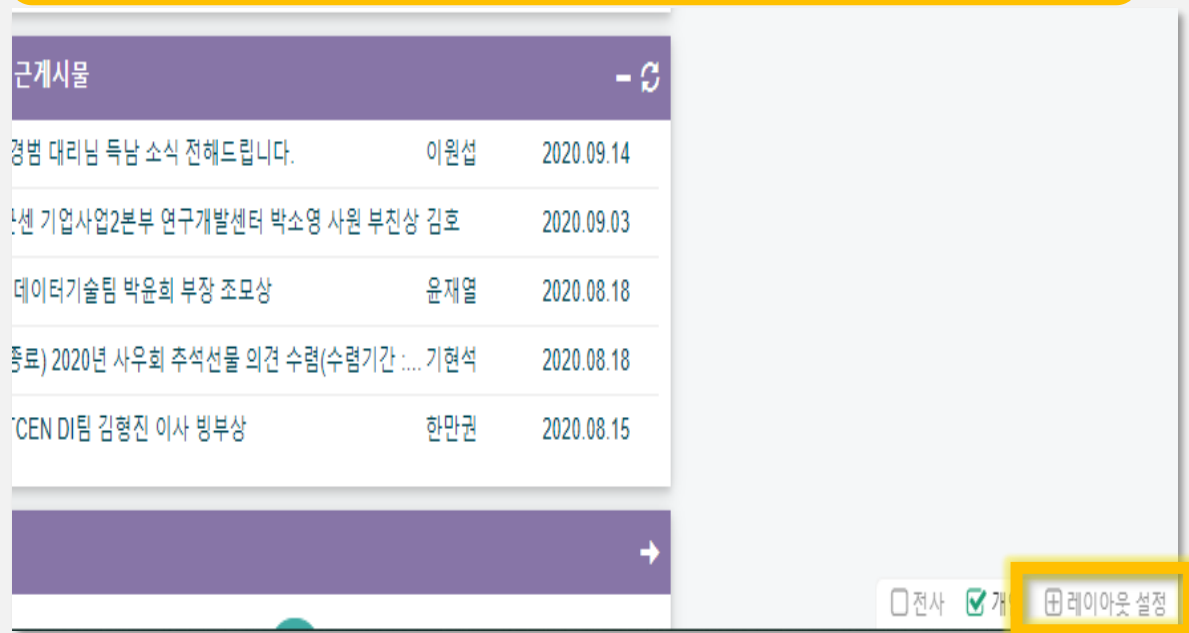 근게시물
경범 대리님 득남 소식 전해드립니다. 이원섭 2020.09.14
센 기업사업2본부 연구개발센터 박소영 사원 부친상 김호 2020.09.03
데이터기술팀 박윤희 부장 조모상 윤재열 2020.08.18
종료) 2020년 사우회 추석선물 의견 수렴(수렴기간 :... 기현석 2020.08.18
CEN DI팀 김형진 이사 빙부상 한만권 2020.08.15
전사 레이아웃 설정